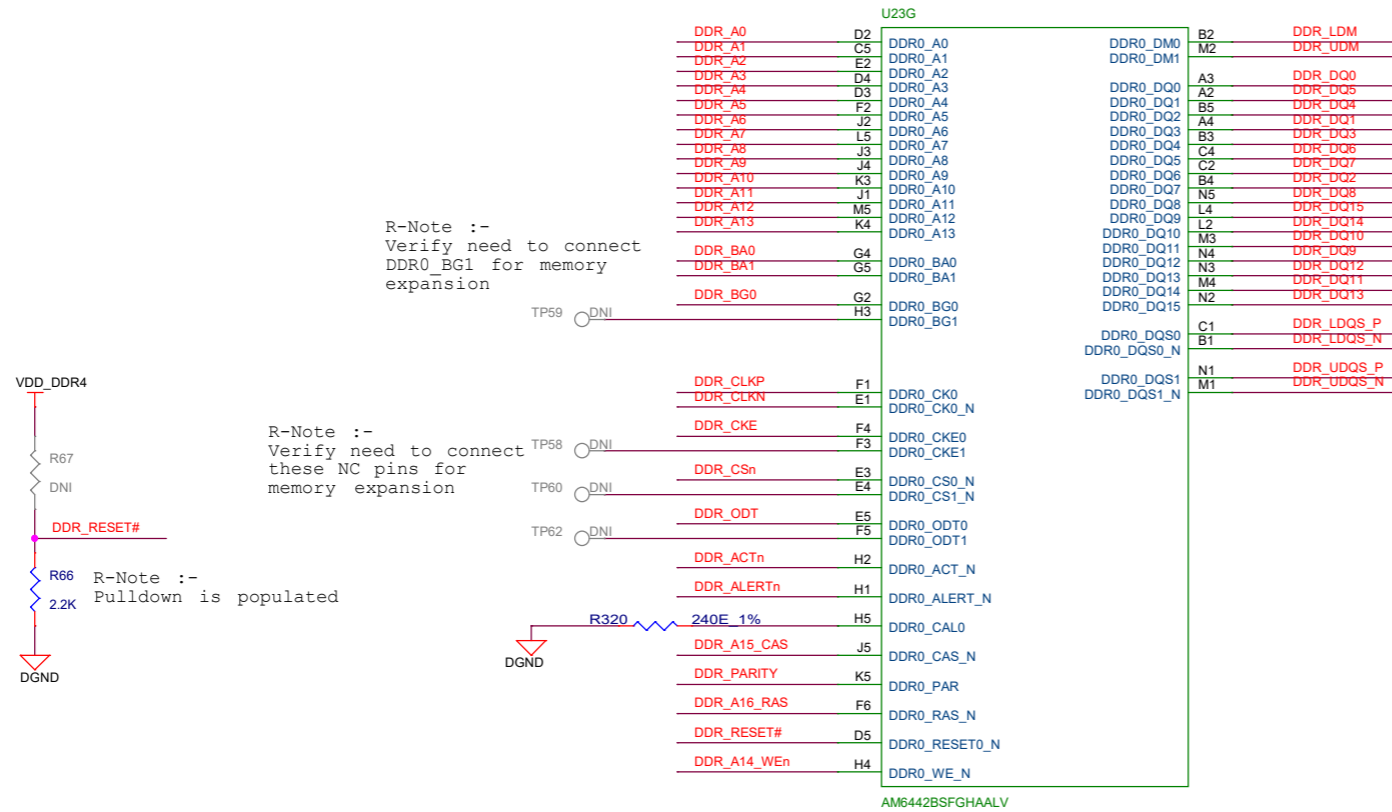 U23G
DDR_A0 D2 DDR0_A0 DDR0_DM0 B2 DDR_LDM
DDR_A1 C5 DDR0_A1 DDR0_DM1 M2 DDR_UDM
DDR_A2 E2 DDR0_A2
DDR_A3 D4 DDR0_A3 DDR0_DQ0 A3 DDR_DQ0
DDR_A4 D3 DDR0_A4 DDR0_DQ1 A2 DDR_DQ5
DDR_A5 F2 DDR0_A5 DDR0_DQ2 B5 DDR_DQ4
DDR_A6 J2 DDR0_A6 DDR0_DQ3 A4 DDR_DQ1
DDR_A7 L5 DDR0_A7 DDR0_DQ4 B3 DDR_DQ3
DDR_A8 J3 DDR0_A8 DDR0_DQ5 C4 DDR_DQ6
DDR_A9 J4 DDR0_A9 DDR0_DQ6 C2 DDR_DQ7
DDR_A10 K3 DDR0_A10 DDR0_DQ7 B4 DDR_DQ2
DDR_A11 J1 DDR0_A11 DDR0_DQ8 N5 DDR_DQ8
DDR_A12 M5 DDR0_A12 DDR0_DQ9 L4 DDR_DQ15
DDR_A13 K4 DDR0_A13 DDR0_DQ10 L2 DDR_DQ14
DDR0_DQ11 M3 DDR_DQ10
DDR_BA0 G4 DDR0_BA0 DDR0_DQ12 N4 DDR_DQ9
DDR_BA1 G5 DDR0_BA1 DDR0_DQ13 N3 DDR_DQ12
DDR0_DQ14 M4 DDR_DQ11
DDR_BG0 G2 DDR0_BG0 DDR0_DQ15 N2 DDR_DQ13
R-Note :-
Verify need to connect
DDR0_BG1 for memory
expansion
TP59 DNI H3 DDR0_BG1
DDR0_DQS0 C1 DDR_LDQS_P
DDR0_DQS0_N B1 DDR_LDQS_N
DDR0_DQS1 N1 DDR_UDQS_P
DDR0_DQS1_N M1 DDR_UDQS_N
DDR_CLKP F1 DDR0_CK0
DDR_CLKN E1 DDR0_CK0_N
DDR_CKE F4 DDR0_CKE0
R-Note :-
Verify need to connect
these NC pins for
memory expansion
TP58 DNI F3 DDR0_CKE1
DDR_CSn E3 DDR0_CS0_N
TP60 DNI E4 DDR0_CS1_N
DDR_ODT E5 DDR0_ODT0
TP62 DNI F5 DDR0_ODT1
DDR_ACTn H2 DDR0_ACT_N
DDR_ALERTn H1 DDR0_ALERT_N
R320 240E_1% H5 DDR0_CAL0
DGND
DDR_A15_CAS J5 DDR0_CAS_N
DDR_PARITY K5 DDR0_PAR
DDR_A16_RAS F6 DDR0_RAS_N
DDR_RESET# D5 DDR0_RESET0_N
DDR_A14_WEn H4 DDR0_WE_N
AM6442BSFGHAALV
VDD_DDR4
R67
DNI
DDR_RESET#
R66
2.2K
R-Note :-
Pulldown is populated
DGND